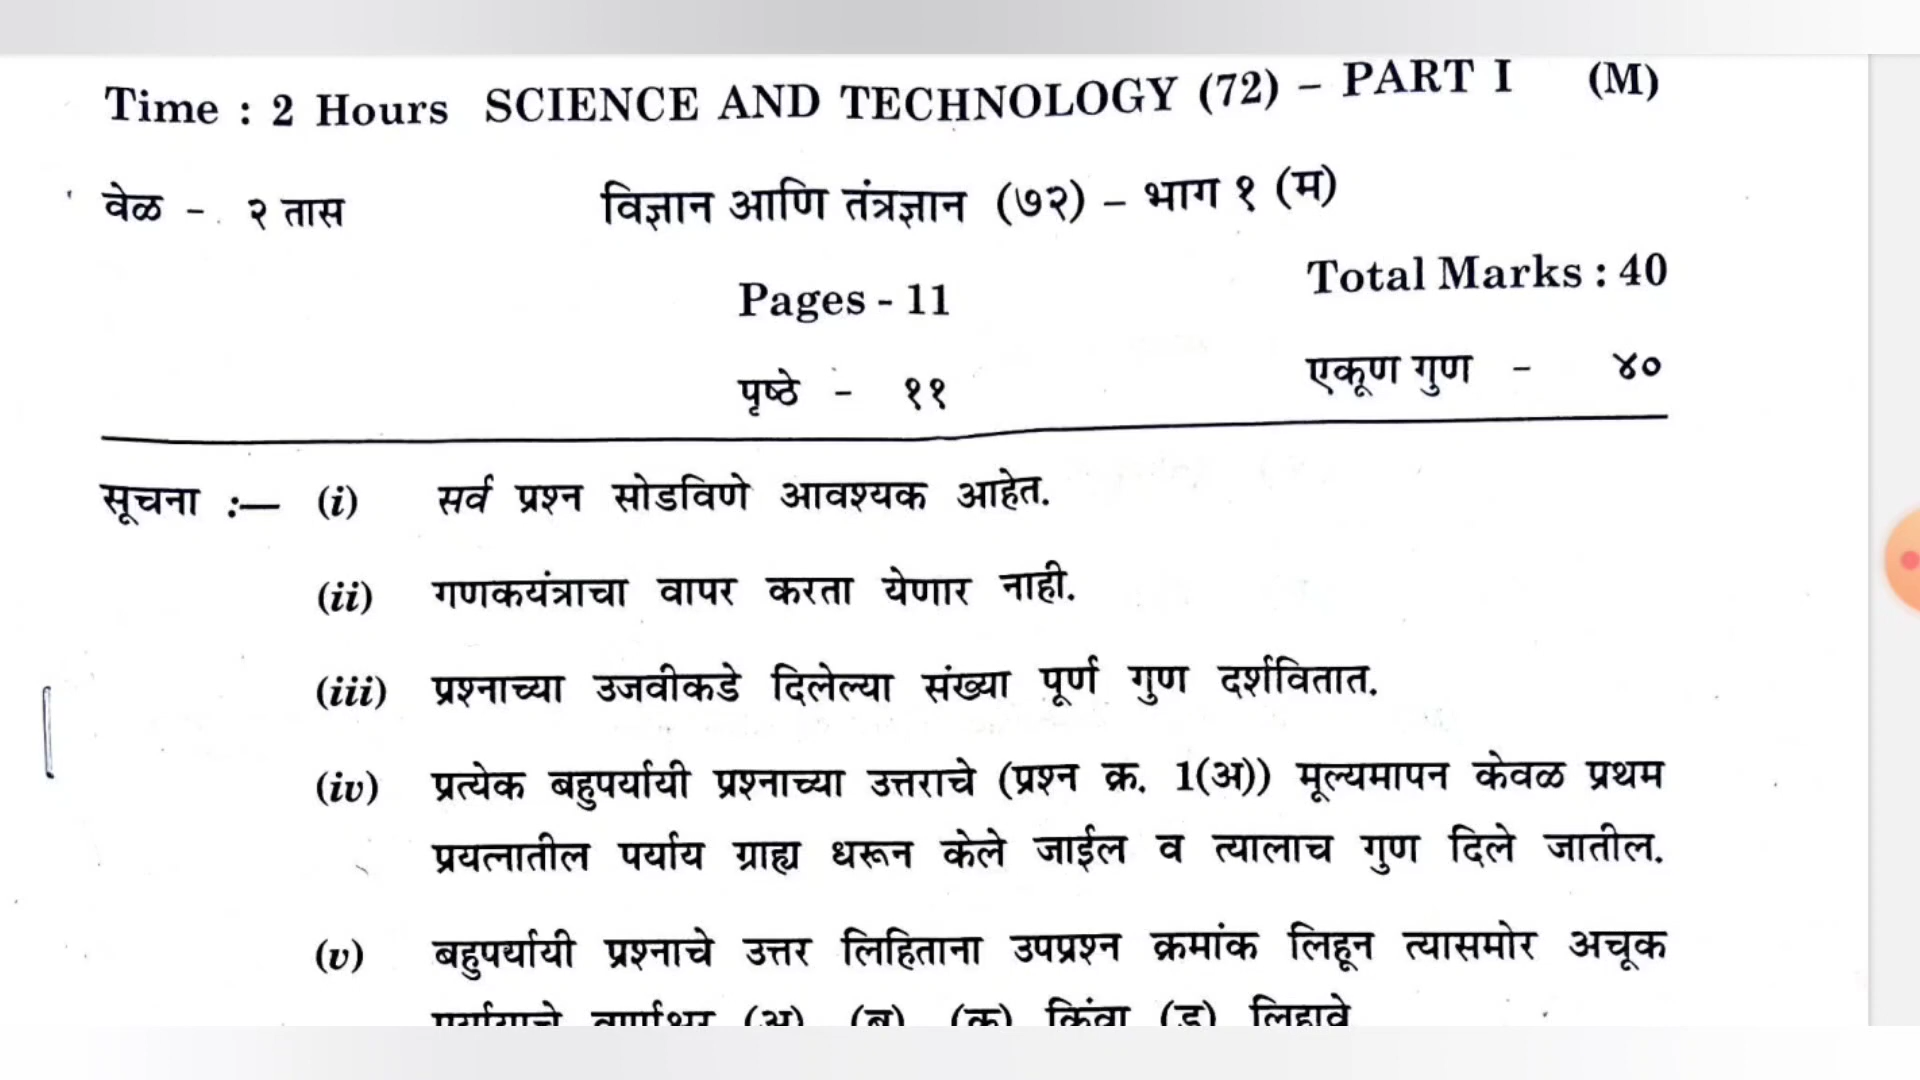 Time : 2 Hours SCIENCE AND TECHNOLOGY (72) – PART I (M)
वेळ - २ तास विज्ञान आणि तंत्रज्ञान (७२) – भाग १ (म)
Pages - 11 Total Marks : 40
पृष्ठे - ११ एकूण गुण - ४०
सूचना :— (i) सर्व प्रश्न सोडविणे आवश्यक आहेत.
(ii) गणकयंत्राचा वापर करता येणार नाही.
(iii) प्रश्नाच्या उजवीकडे दिलेल्या संख्या पूर्ण गुण दर्शवितात.
(iv) प्रत्येक बहुपर्यायी प्रश्नाच्या उत्तराचे (प्रश्न क्र. 1(अ)) मूल्यमापन केवळ प्रथम
प्रयत्नातील पर्याय ग्राह्य धरून केले जाईल व त्यालाच गुण दिले जातील.
(v) बहुपर्यायी प्रश्नाचे उत्तर लिहिताना उपप्रश्न क्रमांक लिहून त्यासमोर अचूक
पर्यायाचे वर्णाक्षर (अ) (ब) (क) किंवा (ड) लिहावे